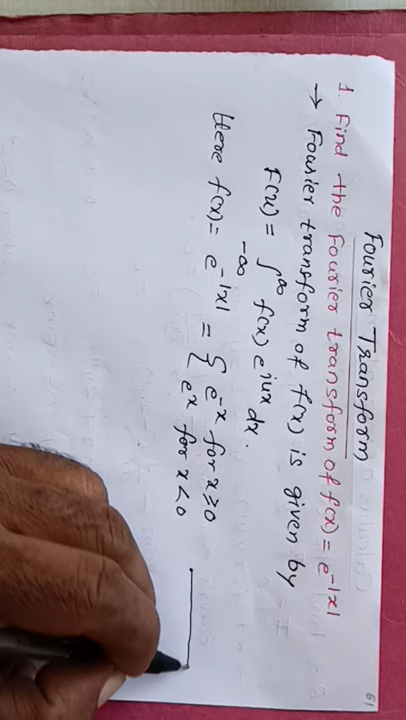 61
Fourier Transform
1. Find the Fourier transform of f(x) = e^-|x|
→ Fourier transform of f(x) is given by
F(u) = ∫_-∞^∞ f(x) e^iux dx.
Here f(x) = e^-|x| = { e^-x for x≥0
e^x for x<0